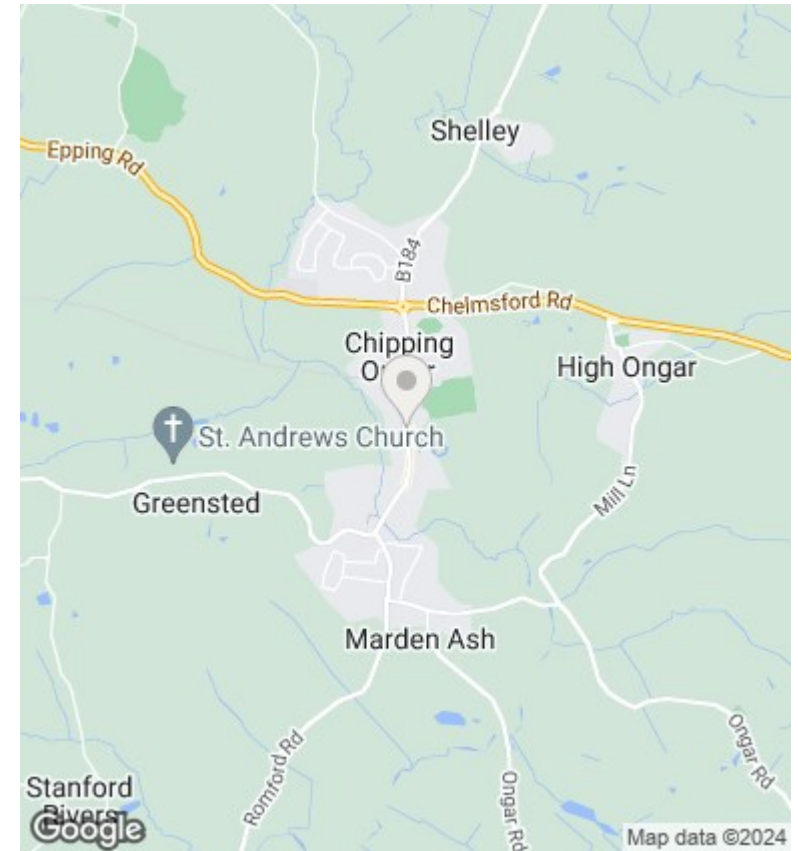 Shelley
Epping Rd
B184
Chelmsford Rd
Chipping
High Ongar
St. Andrews Church
Mill Ln
Greensted
Marden Ash
Ongar Rd
Romford Rd
Ongar Rd
Stanford
Rivers
Google
Map data ©2024